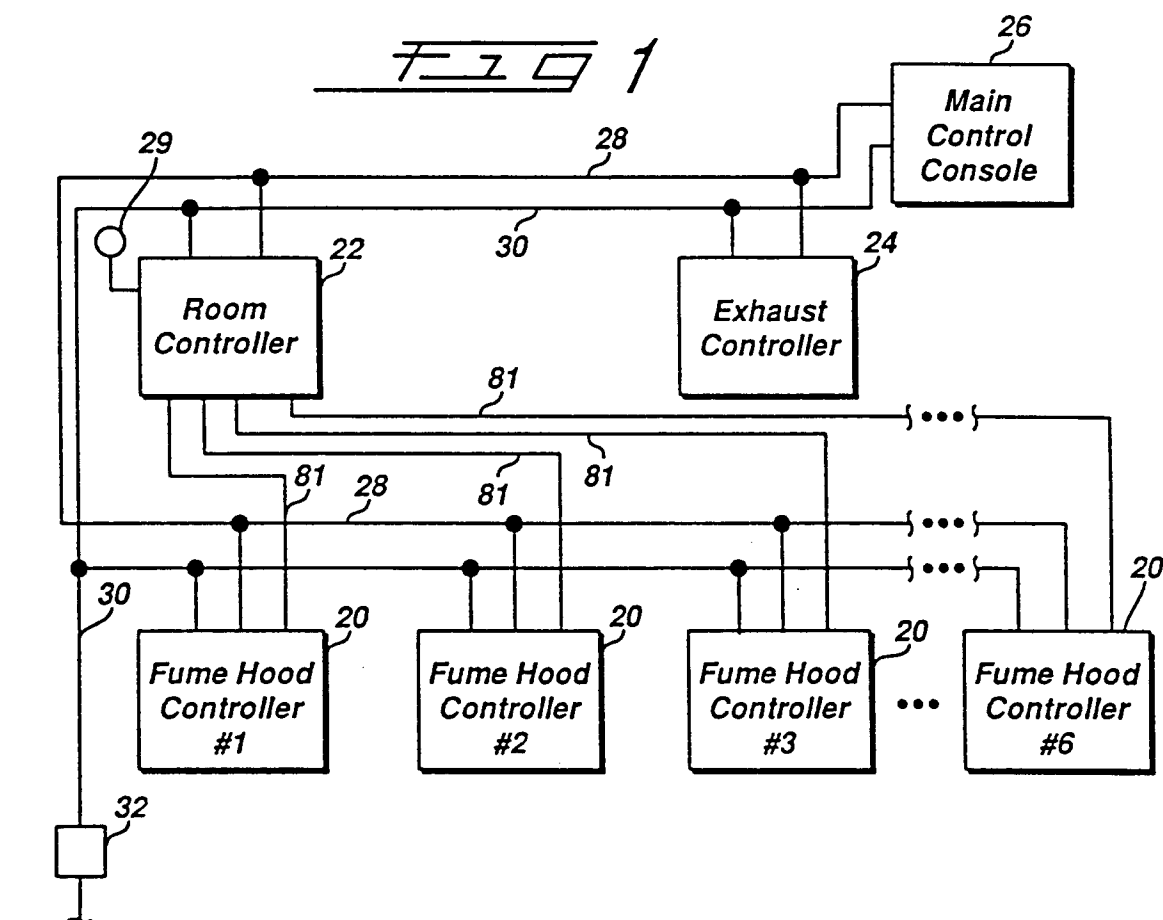 Fig 1
26
Main
Control
Console
29
28
30
22
24
Room
Controller
Exhaust
Controller
81
81
81
81
28
30
20
20
20
20
Fume Hood
Controller
#1
Fume Hood
Controller
#2
Fume Hood
Controller
#3
•••
Fume Hood
Controller
#6
32